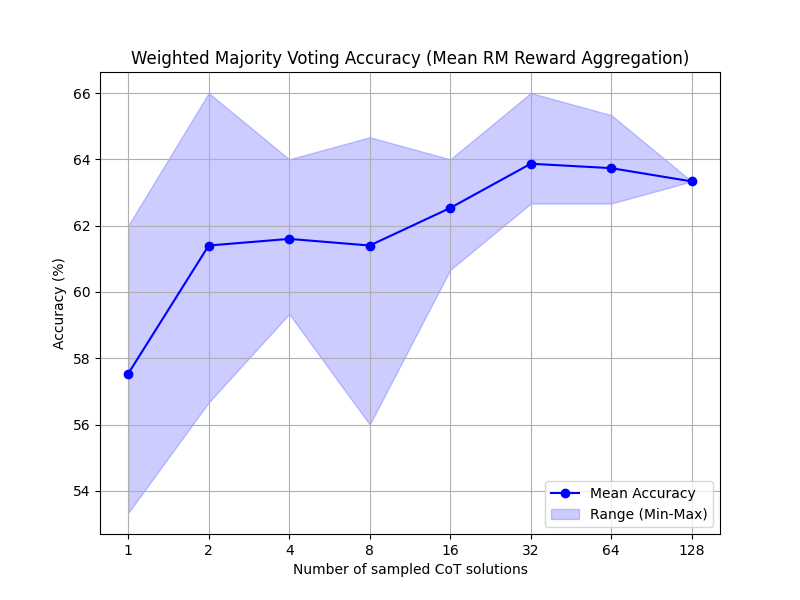 Weighted Majority Voting Accuracy (Mean RM Reward Aggregation)
66
64
62
60
58
56
54
Accuracy (%)
Mean Accuracy
Range (Min-Max)
1 2 4 8 16 32 64 128
Number of sampled CoT solutions